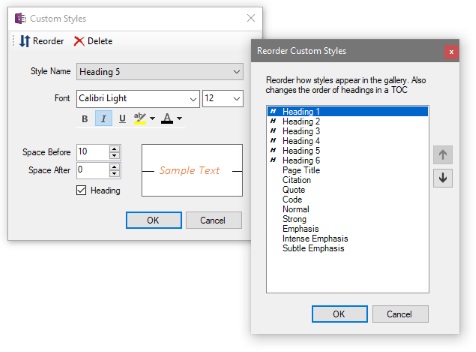 Custom Styles
Reorder
Delete
Style Name
Heading 5
Font
Calibri Light
12
B I U ab A
Space Before
10
Space After
0
Sample Text
Heading
OK
Cancel
Reorder Custom Styles
Reorder how styles appear in the gallery. Also
changes the order of headings in a TOC
H Heading 1
H Heading 2
H Heading 3
H Heading 4
H Heading 5
H Heading 6
Page Title
Citation
Quote
Code
Normal
Strong
Emphasis
Intense Emphasis
Subtle Emphasis
OK
Cancel